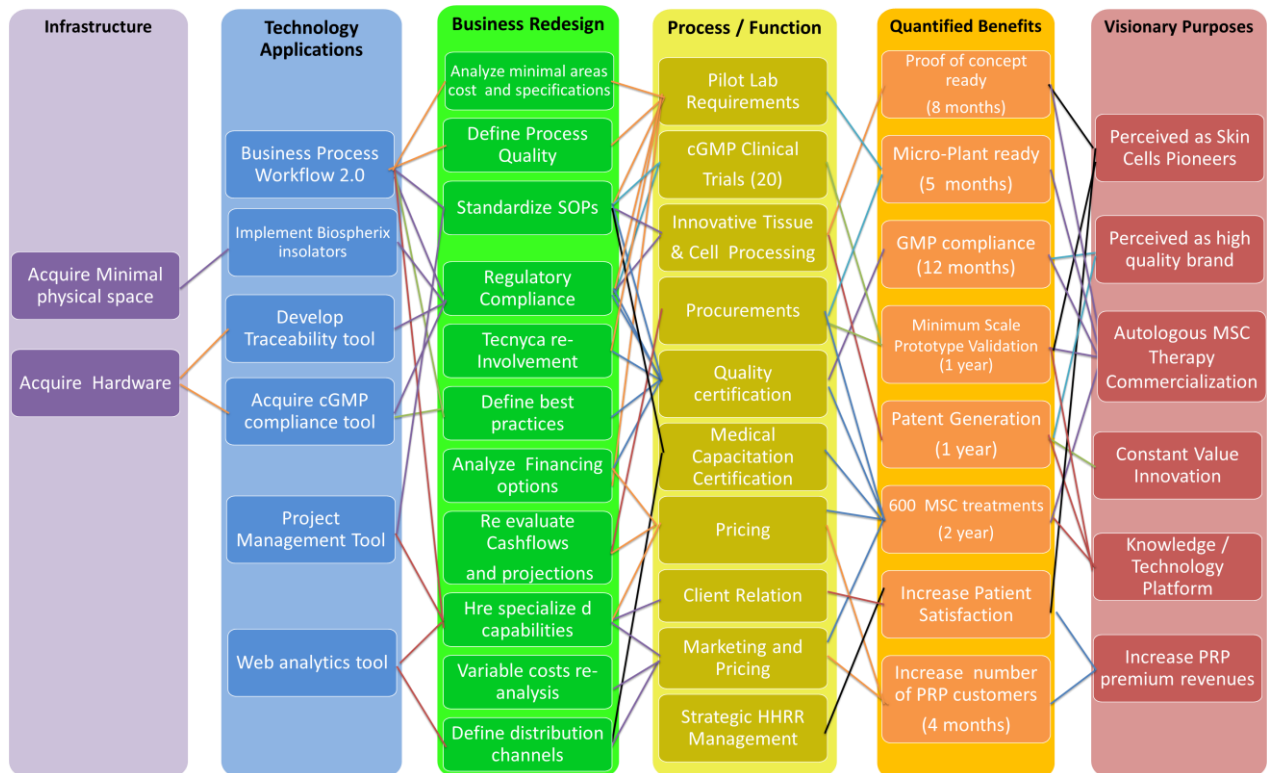 Infrastructure
Acquire Minimal
physical space
Acquire Hardware
Technology
Applications
Business Process
Workflow 2.0
Implement Biospherix
insolators
Develop
Traceability tool
Acquire cGMP
compliance tool
Project
Management Tool
Web analytics tool
Business Redesign
Analyze minimal areas
cost and specifications
Define Process
Quality
Standardize SOPs
Regulatory
Compliance
Tecnyca re-
Involvement
Define best
practices
Analyze Financing
options
Re evaluate
Cashflows
and projections
Hre specialize d
capabilities
Variable costs re-
analysis
Define distribution
channels
Process / Function
Pilot Lab
Requirements
cGMP Clinical
Trials (20)
Innovative Tissue
& Cell Processing
Procurements
Quality
certification
Medical
Capacitation
Certification
Pricing
Client Relation
Marketing and
Pricing
Strategic HHRR
Management
Quantified Benefits
Proof of concept
ready
(8 months)
Micro-Plant ready
(5 months)
GMP compliance
(12 months)
Minimum Scale
Prototype Validation
(1 year)
Patent Generation
(1 year)
600 MSC treatments
(2 year)
Increase Patient
Satisfaction
Increase number
of PRP customers
(4 months)
Visionary Purposes
Perceived as Skin
Cells Pioneers
Perceived as high
quality brand
Autologous MSC
Therapy
Commercialization
Constant Value
Innovation
Knowledge /
Technology
Platform
Increase PRP
premium revenues